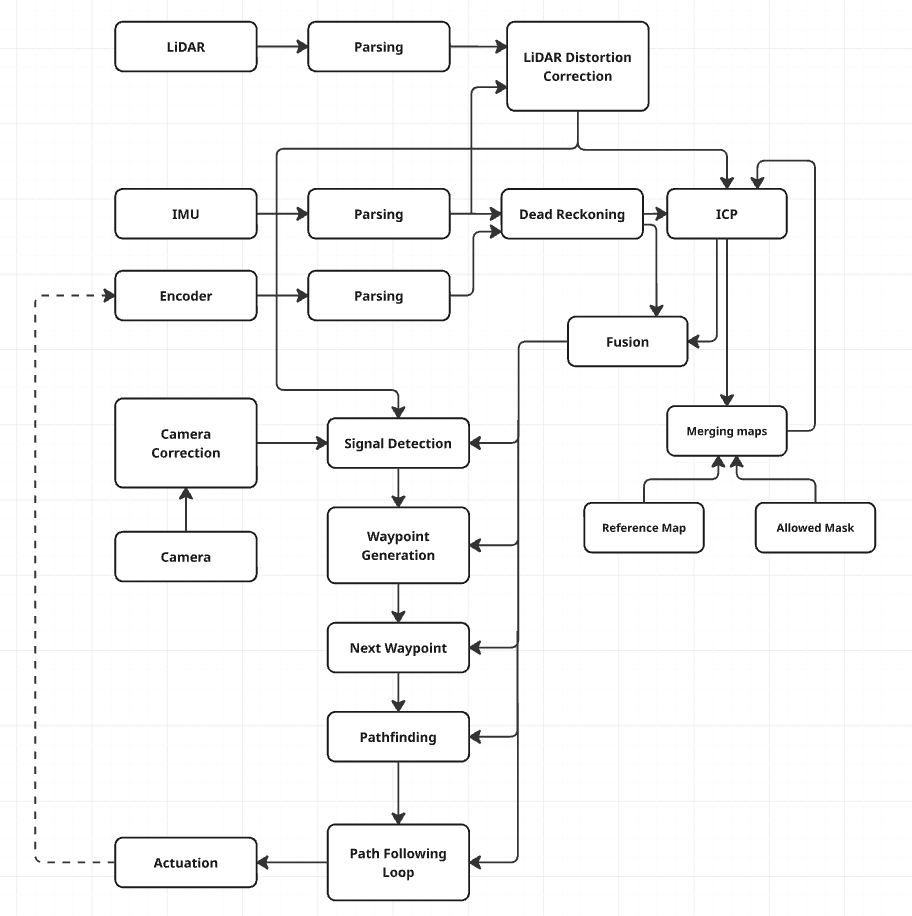 LiDAR
Parsing
LiDAR Distortion
Correction
IMU
Parsing
Dead Reckoning
ICP
Encoder
Parsing
Fusion
Camera
Correction
Signal Detection
Merging maps
Reference Map
Allowed Mask
Camera
Waypoint
Generation
Next Waypoint
Pathfinding
Actuation
Path Following
Loop